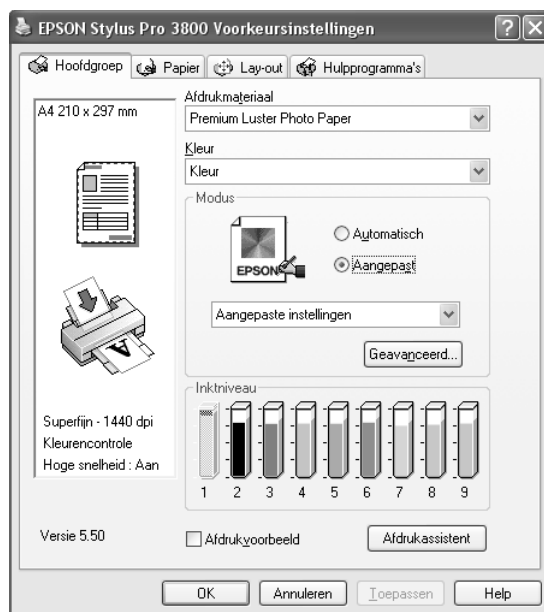 EPSON Stylus Pro 3800 Voorkeursinstellingen
Hoofdgroep Papier Lay-out Hulpprogramma's
A4 210 x 297 mm
Afdrukmateriaal
Premium Luster Photo Paper
Kleur
Kleur
Modus
EPSON
Automatisch
Aangepast
Aangepaste instellingen
Geavanceerd...
Inktniveau
1 2 3 4 5 6 7 8 9
Superfijn - 1440 dpi
Kleurencontrole
Hoge snelheid : Aan
Versie 5.50
Afdrukvoorbeeld
Afdrukassistent
OK Annuleren Toepassen Help